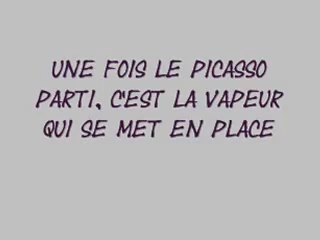 UNE FOIS LE PICASSO
PARTI, C'EST LA VAPEUR
QUI SE MET EN PLACE